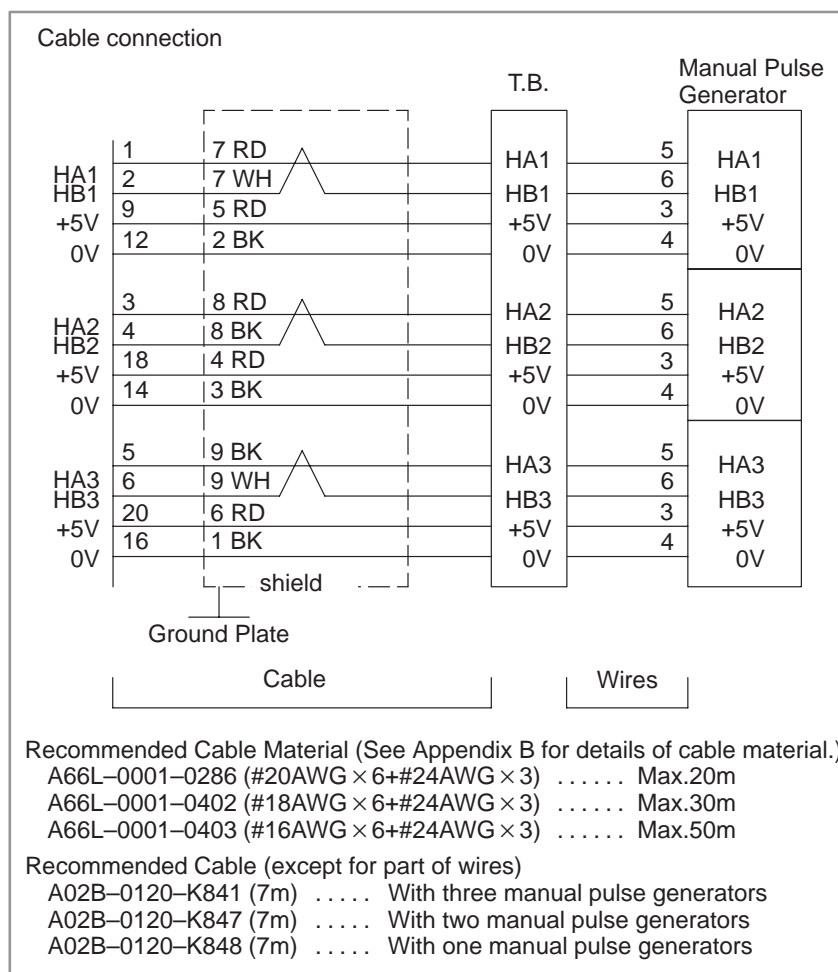 Cable connection
T.B.
Manual Pulse
Generator
1 7 RD HA1 5 HA1
HA1 2 7 WH HB1 6 HB1
HB1 9 5 RD +5V 3 +5V
+5V 12 2 BK 0V 4 0V
0V
3 8 RD HA2 5 HA2
HA2 4 8 BK HB2 6 HB2
HB2 18 4 RD +5V 3 +5V
+5V 14 3 BK 0V 4 0V
0V
5 9 BK HA3 5 HA3
HA3 6 9 WH HB3 6 HB3
HB3 20 6 RD +5V 3 +5V
+5V 16 1 BK 0V 4 0V
0V
shield
Ground Plate
Cable Wires
Recommended Cable Material (See Appendix B for details of cable material.)
A66L–0001–0286 (#20AWG × 6+#24AWG × 3) . . . . . . Max.20m
A66L–0001–0402 (#18AWG × 6+#24AWG × 3) . . . . . . Max.30m
A66L–0001–0403 (#16AWG × 6+#24AWG × 3) . . . . . . Max.50m
Recommended Cable (except for part of wires)
A02B–0120–K841 (7m) . . . . . With three manual pulse generators
A02B–0120–K847 (7m) . . . . . With two manual pulse generators
A02B–0120–K848 (7m) . . . . . With one manual pulse generators